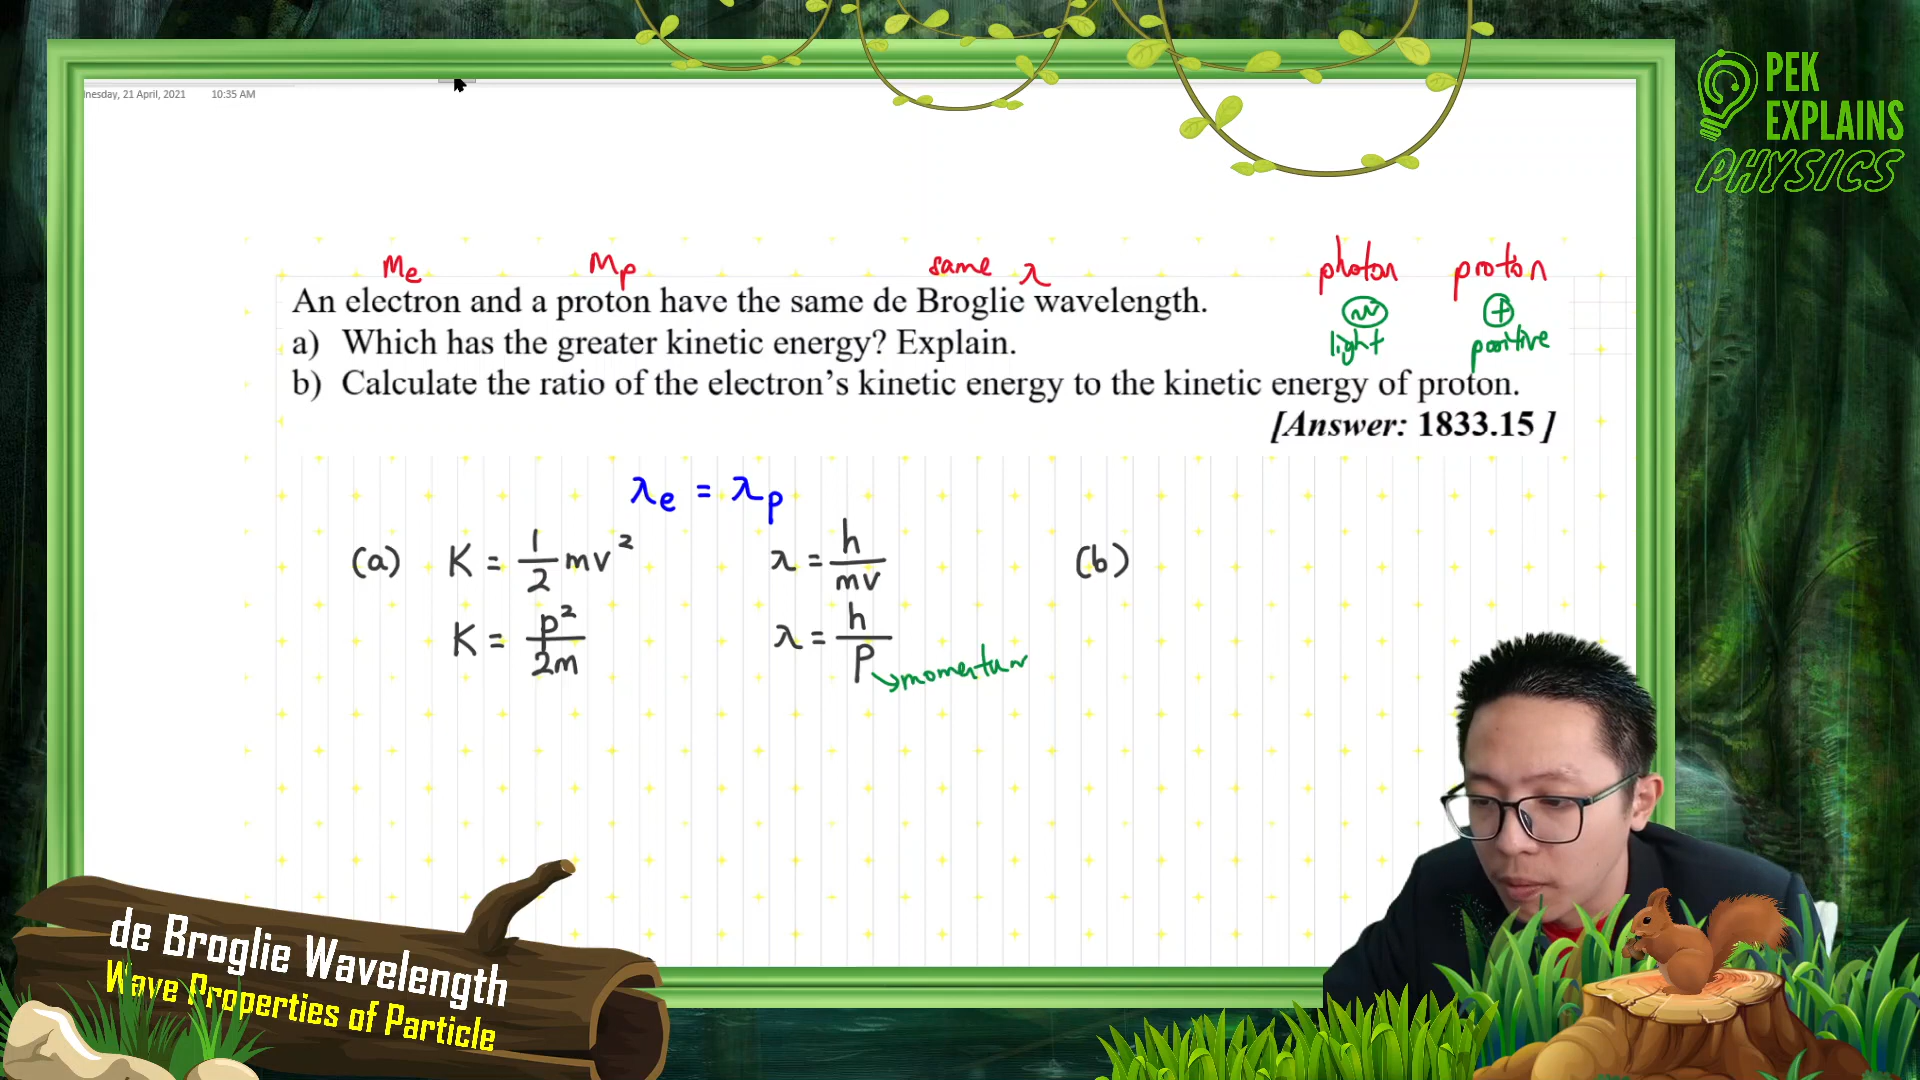 nesday, 21 April, 2021 10:35 AM
PEK
EXPLAINS
PHYSICS
Me Mp same λ photon proton
An electron and a proton have the same de Broglie wavelength.
light positive
a) Which has the greater kinetic energy? Explain.
b) Calculate the ratio of the electron's kinetic energy to the kinetic energy of proton.
[Answer: 1833.15 ]
λe = λp
(a) K = 1/2 mv² λ = h/mv (b)
K = p²/2m λ = h/P
momentum
de Broglie Wavelength
Wave Properties of Particle